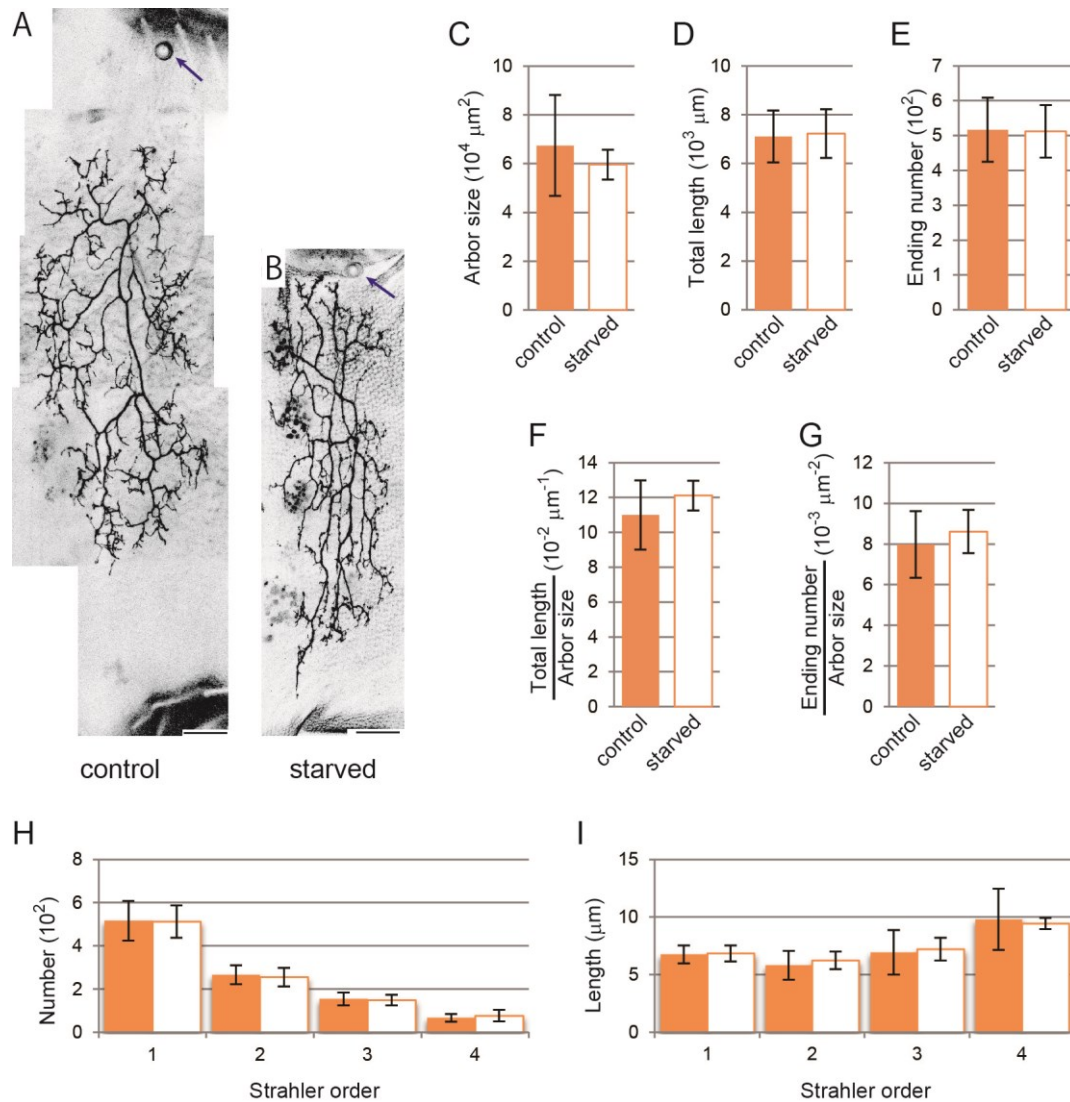 A
B
control
starved
C
Arbor size (10⁴ μm²)
10
8
6
4
2
0
control
starved
D
Total length (10³ μm)
10
8
6
4
2
0
control
starved
E
Ending number (10²)
7
6
5
4
3
2
1
0
control
starved
F
Total length
Arbor size
(10⁻² μm⁻¹)
14
12
10
8
6
4
2
0
control
starved
G
Ending number
Arbor size
(10⁻³ μm⁻²)
12
10
8
6
4
2
0
control
starved
H
Number (10²)
8
6
4
2
0
1 2 3 4
Strahler order
I
Length (μm)
15
10
5
0
1 2 3 4
Strahler order